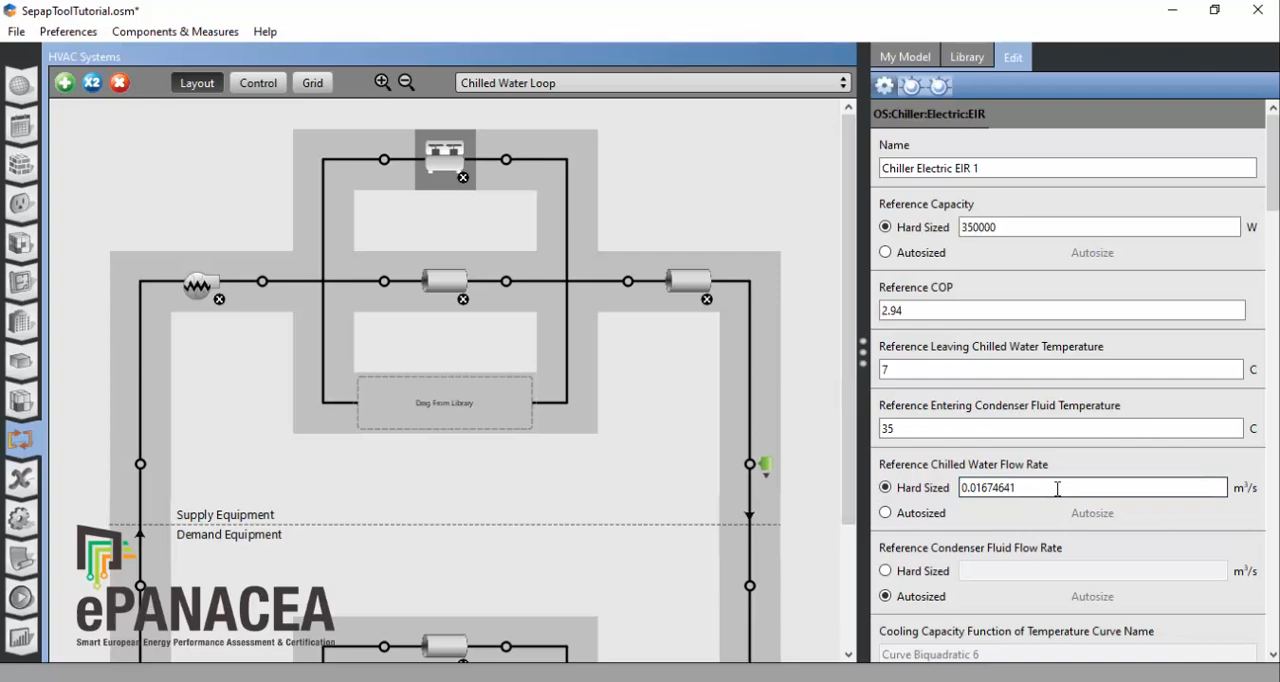 SepapToolTutorial.osm*
File Preferences Components & Measures Help
HVAC Systems
My Model Library Edit
X2 Layout Control Grid Chilled Water Loop
OS:Chiller:Electric:EIR
Name
Chiller Electric EIR 1
Reference Capacity
Hard Sized 350000 W
Autosized Autosize
Reference COP
2.94
Reference Leaving Chilled Water Temperature
7 C
Reference Entering Condenser Fluid Temperature
35 C
Reference Chilled Water Flow Rate
Hard Sized 0.01674641 m³/s
Autosized Autosize
Reference Condenser Fluid Flow Rate
Hard Sized m³/s
Autosized Autosize
Cooling Capacity Function of Temperature Curve Name
Curve Biquadratic 6
Drag From Library
Supply Equipment
Demand Equipment
ePANACEA
Smart European Energy Performance Assessment & Certification